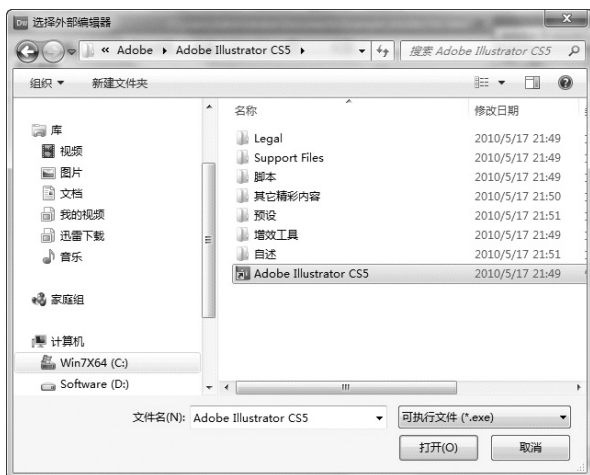 Dw 选择外部编辑器
« Adobe ▸ Adobe Illustrator CS5 ▸ 搜索 Adobe Illustrator CS5
组织 新建文件夹
名称 修改日期
库
视频
图片
文档
我的视频
迅雷下载
音乐
家庭组
计算机
Win7X64 (C:)
Software (D:)
Legal 2010/5/17 21:49
Support Files 2010/5/17 21:49
脚本 2010/5/17 21:49
其它精彩内容 2010/5/17 21:50
预设 2010/5/17 21:51
增效工具 2010/5/17 21:49
自述 2010/5/17 21:51
Adobe Illustrator CS5 2010/5/17 21:49
文件名(N): Adobe Illustrator CS5 可执行文件 (*.exe)
打开(O) 取消